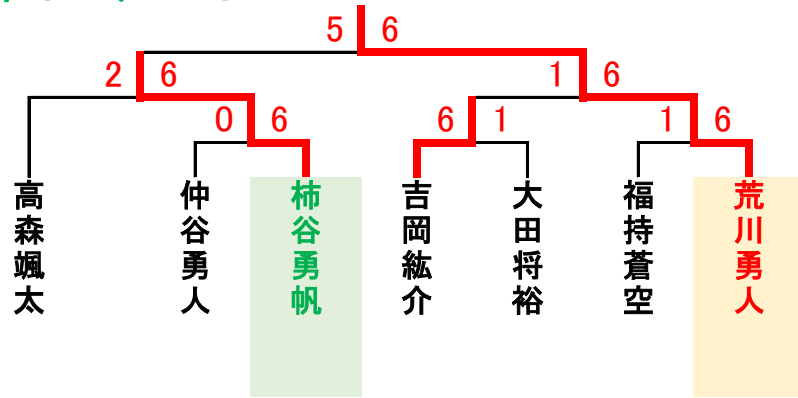 5 6
2 6
1 6
0 6
6 1
1 6
高森颯太
仲谷勇人
柿谷勇帆
吉岡紘介
大田将裕
福持蒼空
荒川勇人